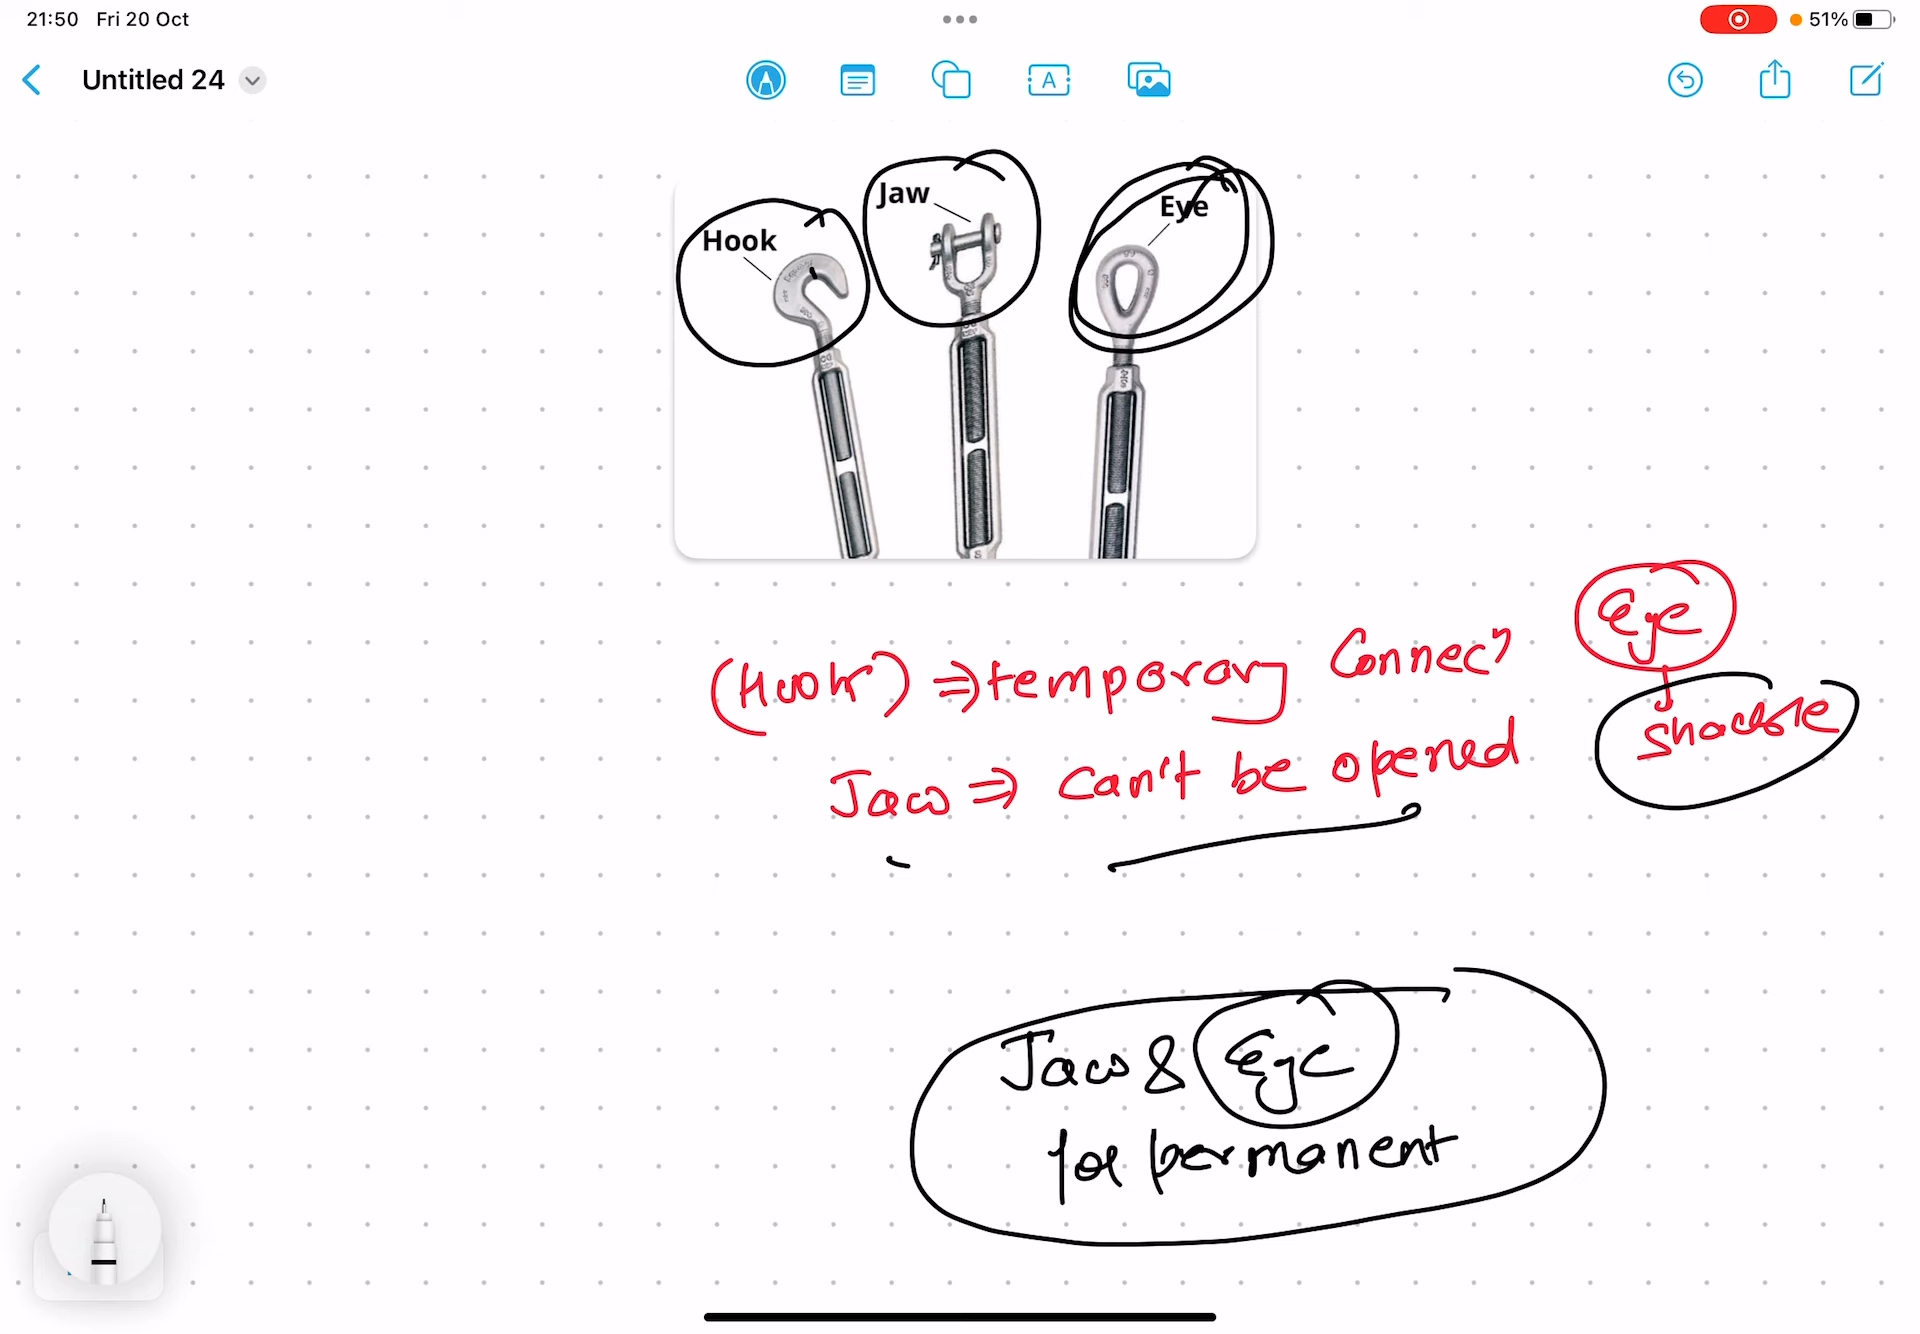 21:50 Fri 20 Oct
51%
Untitled 24
A
Jaw
Eye
Hook
Eye
(Hook) ⇒ temporary Connec?
shackle
Jaw ⇒ can't be opened
Jaw & Eye
for permanent